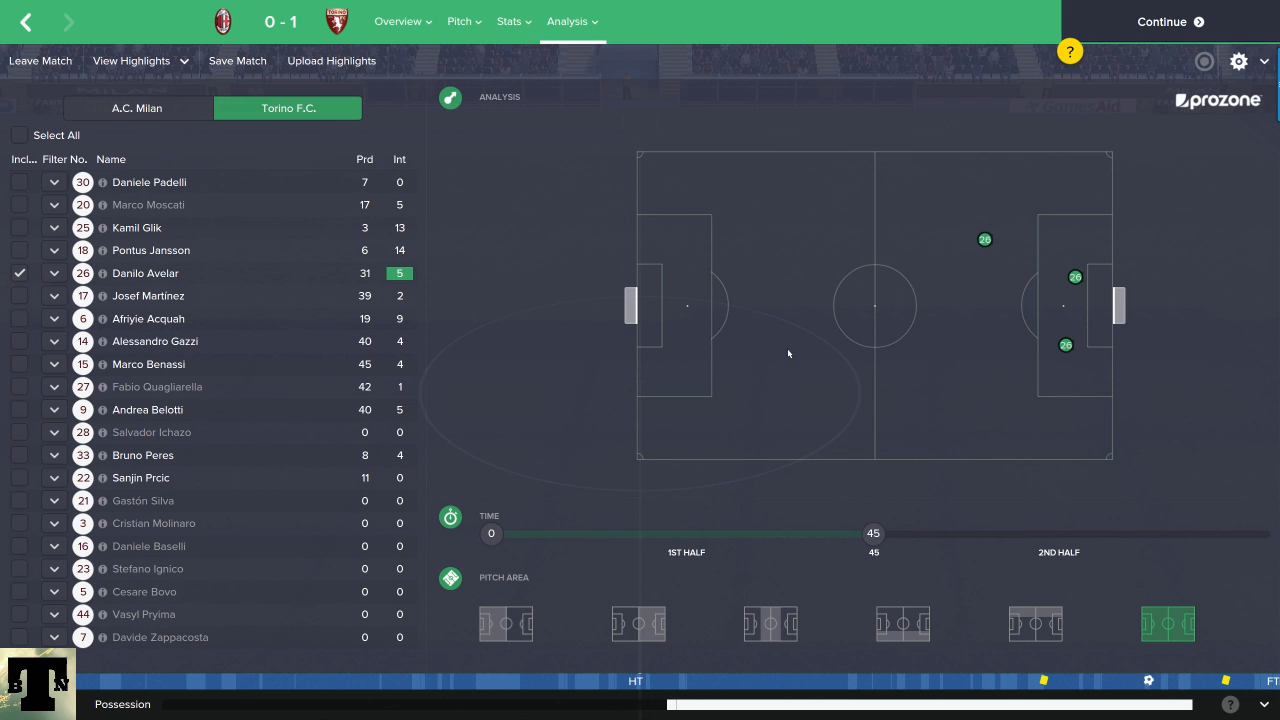 0 - 1 Overview Pitch Stats Analysis Continue
?
Leave Match View Highlights Save Match Upload Highlights
A.C. Milan Torino F.C.
ANALYSIS
prozone
GamesAid
Select All
Incl... Filter No. Name Prd Int
30 Daniele Padelli 7 0
20 Marco Moscati 17 5
25 Kamil Glik 3 13
18 Pontus Jansson 6 14
26 Danilo Avelar 31 5
17 Josef Martínez 39 2
6 Afriyie Acquah 19 9
14 Alessandro Gazzi 40 4
15 Marco Benassi 45 4
27 Fabio Quagliarella 42 1
9 Andrea Belotti 40 5
28 Salvador Ichazo 0 0
33 Bruno Peres 8 4
22 Sanjin Prcic 11 0
21 Gastón Silva 0 0
3 Cristian Molinaro 0 0
16 Daniele Baselli 0 0
23 Stefano Ignico 0 0
5 Cesare Bovo 0 0
44 Vasyl Pryima 0 0
7 Davide Zappacosta 0 0
26
26
26
TIME
0 45
1ST HALF 45 2ND HALF
PITCH AREA
HT FT
Possession ?
BTN